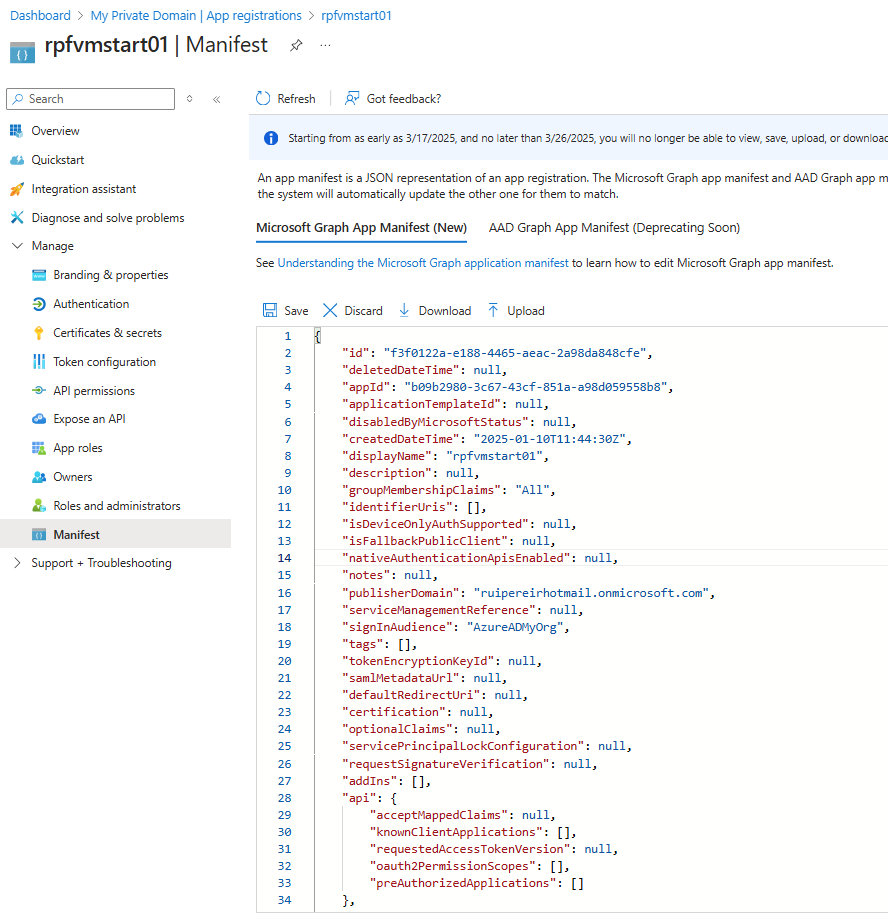 Dashboard > My Private Domain | App registrations > rpfvmstart01
rpfvmstart01 | Manifest
Search
Refresh
Got feedback?
Overview
Quickstart
Integration assistant
Diagnose and solve problems
Manage
Branding & properties
Authentication
Certificates & secrets
Token configuration
API permissions
Expose an API
App roles
Owners
Roles and administrators
Manifest
Support + Troubleshooting
Starting from as early as 3/17/2025, and no later than 3/26/2025, you will no longer be able to view, save, upload, or download
An app manifest is a JSON representation of an app registration. The Microsoft Graph app manifest and AAD Graph app m
the system will automatically update the other one for them to match.
Microsoft Graph App Manifest (New)
AAD Graph App Manifest (Deprecating Soon)
See Understanding the Microsoft Graph application manifest to learn how to edit Microsoft Graph app manifest.
Save
Discard
Download
Upload
1 {
2 "id": "f3f0122a-e188-4465-aeac-2a98da848cfe",
3 "deletedDateTime": null,
4 "appId": "b09b2980-3c67-43cf-851a-a98d059558b8",
5 "applicationTemplateId": null,
6 "disabledByMicrosoftStatus": null,
7 "createdDateTime": "2025-01-10T11:44:30Z",
8 "displayName": "rpfvmstart01",
9 "description": null,
10 "groupMembershipClaims": "All",
11 "identifierUris": [],
12 "isDeviceOnlyAuthSupported": null,
13 "isFallbackPublicClient": null,
14 "nativeAuthenticationApisEnabled": null,
15 "notes": null,
16 "publisherDomain": "ruipereirhotmail.onmicrosoft.com",
17 "serviceManagementReference": null,
18 "signInAudience": "AzureADMyOrg",
19 "tags": [],
20 "tokenEncryptionKeyId": null,
21 "samlMetadataUrl": null,
22 "defaultRedirectUri": null,
23 "certification": null,
24 "optionalClaims": null,
25 "servicePrincipalLockConfiguration": null,
26 "requestSignatureVerification": null,
27 "addIns": [],
28 "api": {
29 "acceptMappedClaims": null,
30 "knownClientApplications": [],
31 "requestedAccessTokenVersion": null,
32 "oauth2PermissionScopes": [],
33 "preAuthorizedApplications": []
34 },